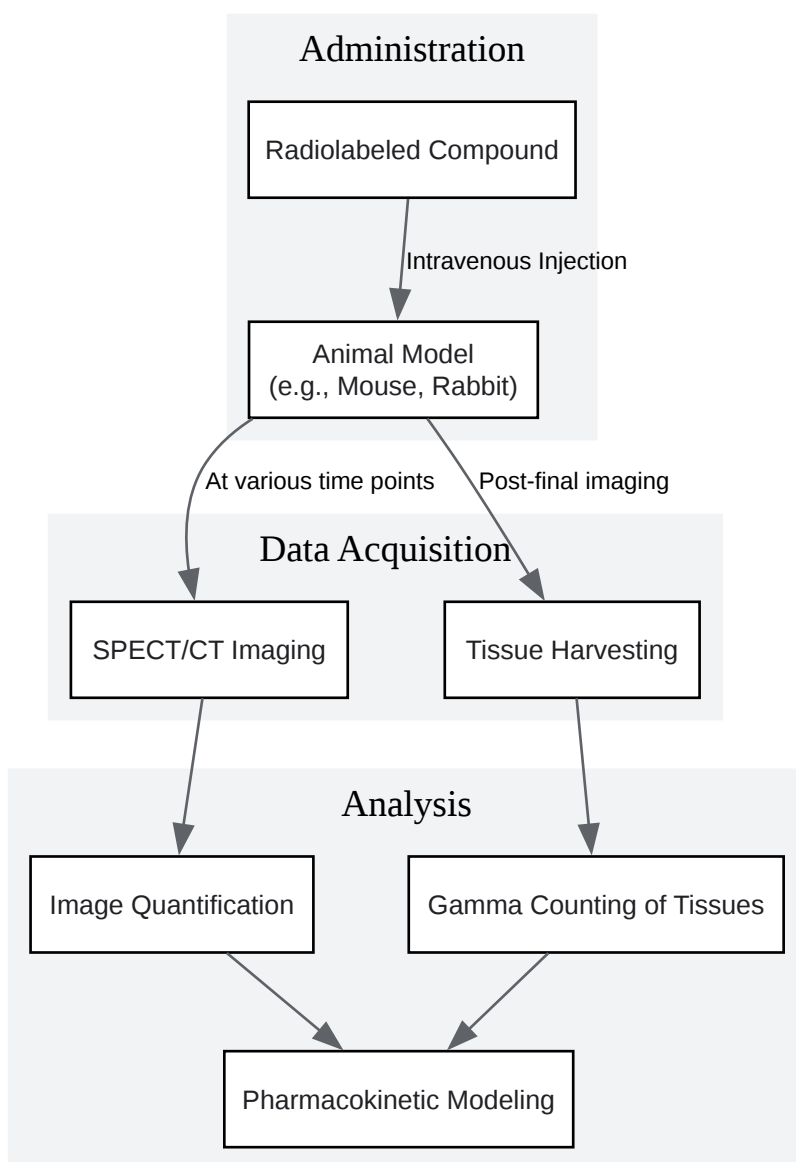 Administration
Radiolabeled Compound
Intravenous Injection
Animal Model
(e.g., Mouse, Rabbit)
At various time points
Post-final imaging
Data Acquisition
SPECT/CT Imaging
Tissue Harvesting
Analysis
Image Quantification
Gamma Counting of Tissues
Pharmacokinetic Modeling